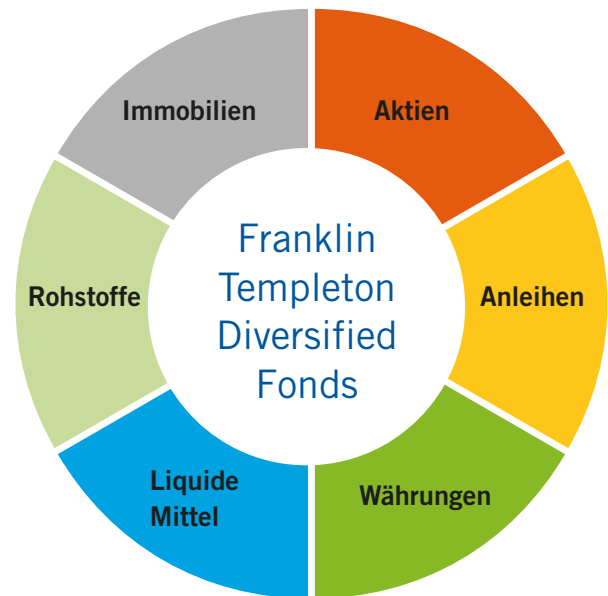 Immobilien
Aktien
Rohstoffe
Franklin
Templeton
Diversified
Fonds
Anleihen
Liquide
Mittel
Währungen